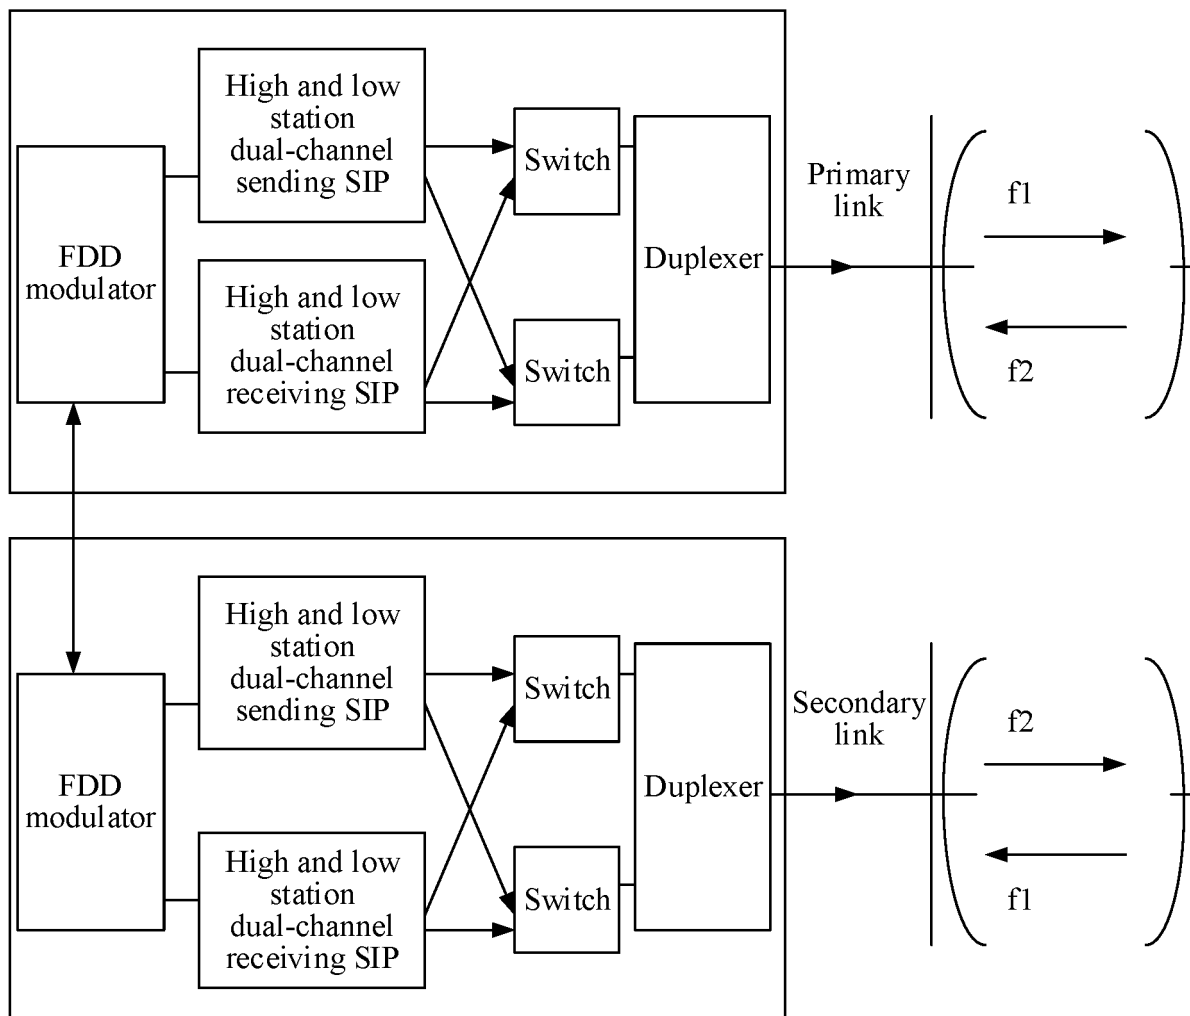 High and low
station
dual-channel
sending SIP
Switch
FDD
modulator
High and low
station
dual-channel
receiving SIP
Switch
Duplexer
Primary
link
f1
f2
High and low
station
dual-channel
sending SIP
Switch
FDD
modulator
High and low
station
dual-channel
receiving SIP
Switch
Duplexer
Secondary
link
f2
f1